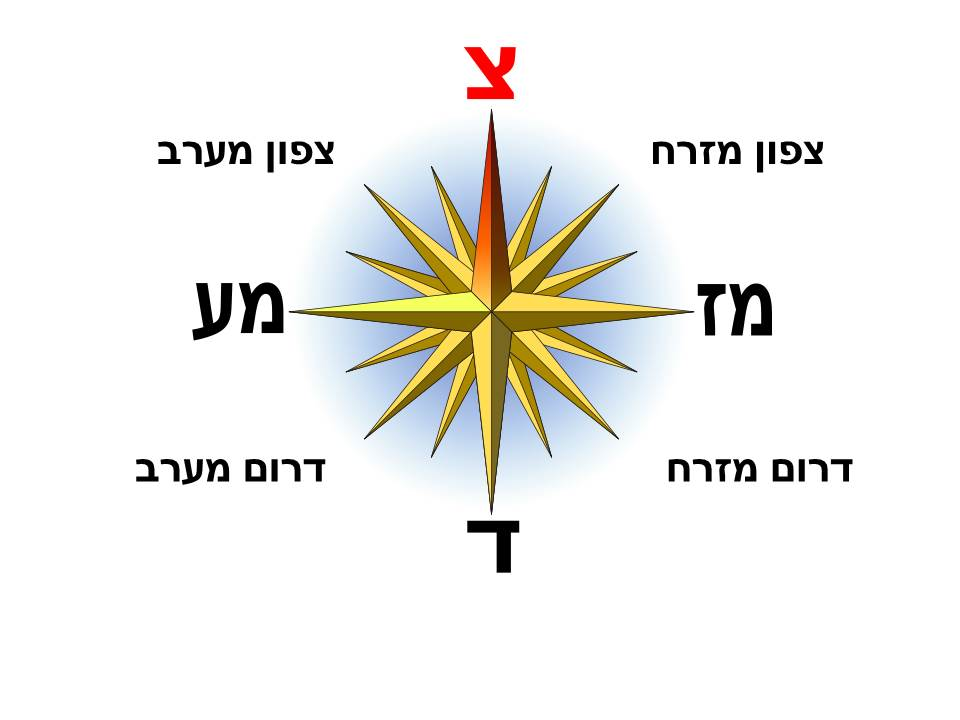 צ
צפון מזרח
צפון מערב
מז
מע
דרום מזרח
דרום מערב
ד